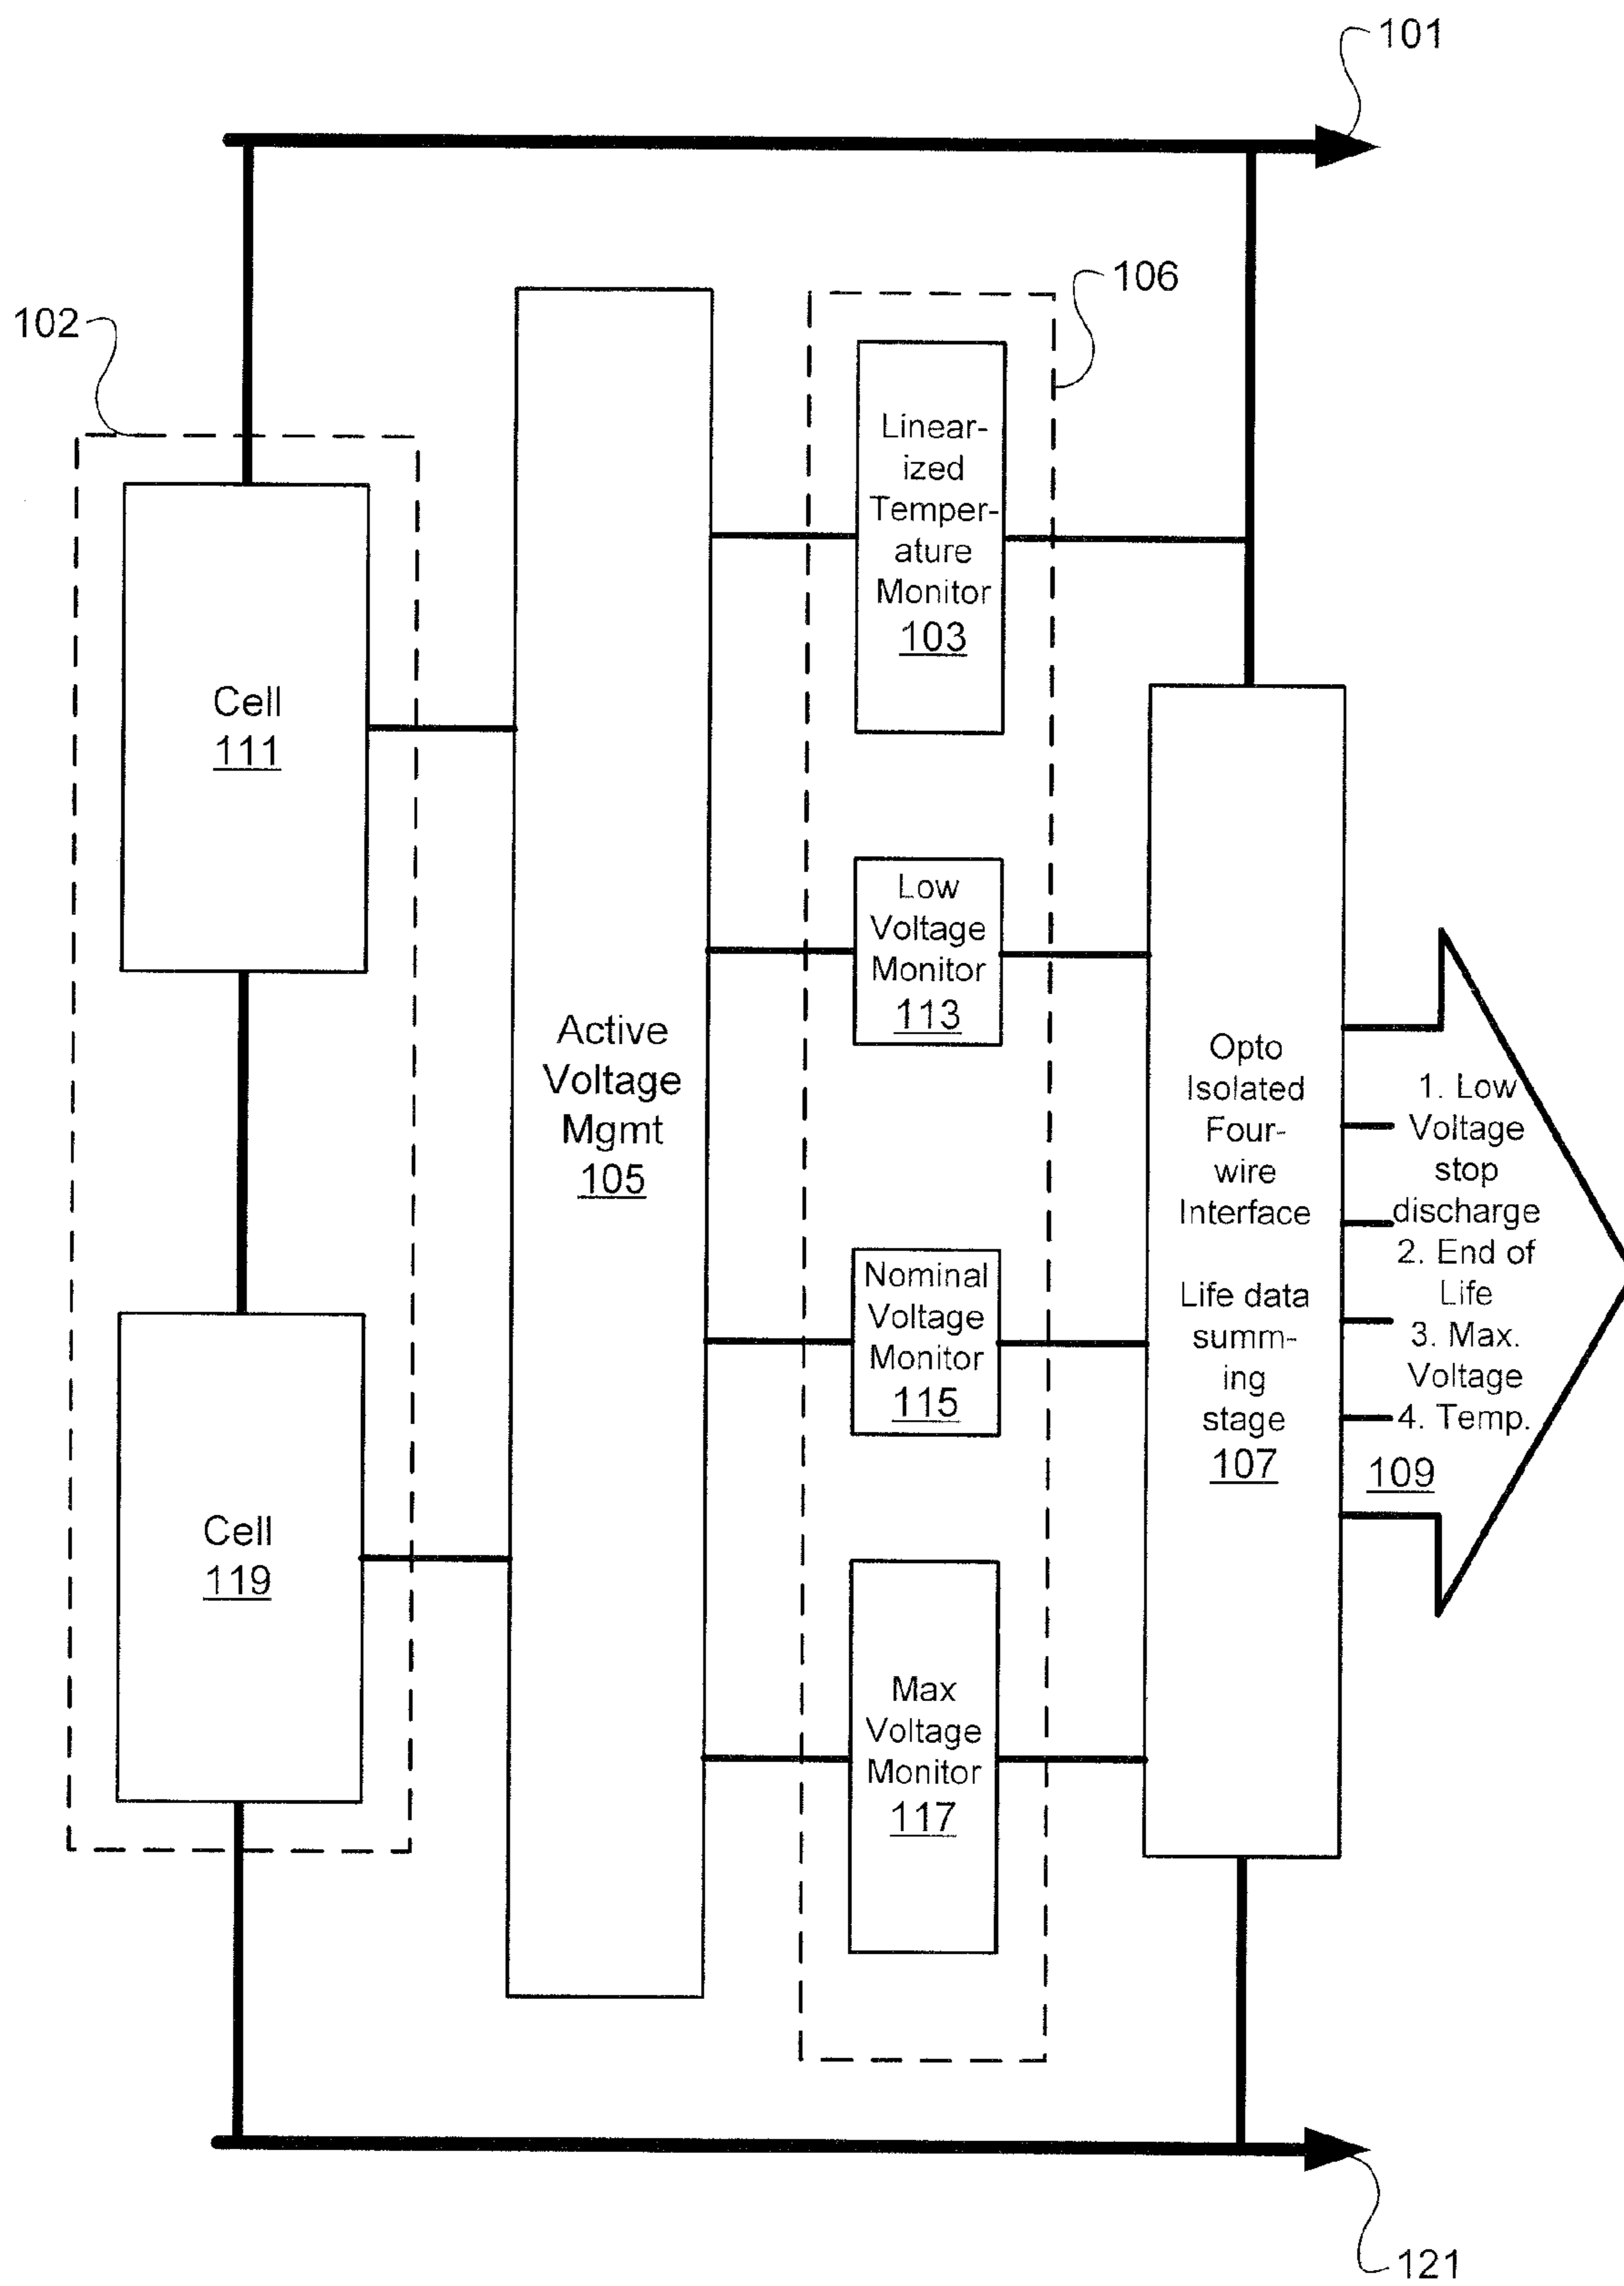 101
106
102
Linear-
ized
Temper-
ature
Monitor
103
Cell
111
Low
Voltage
Monitor
113
Active
Voltage
Mgmt
105
Opto
Isolated
Four-
wire
Interface
Life data
summ-
ing
stage
107
1. Low
Voltage
stop
discharge
2. End of
Life
3. Max.
Voltage
4. Temp.
109
Nominal
Voltage
Monitor
115
Cell
119
Max
Voltage
Monitor
117
121